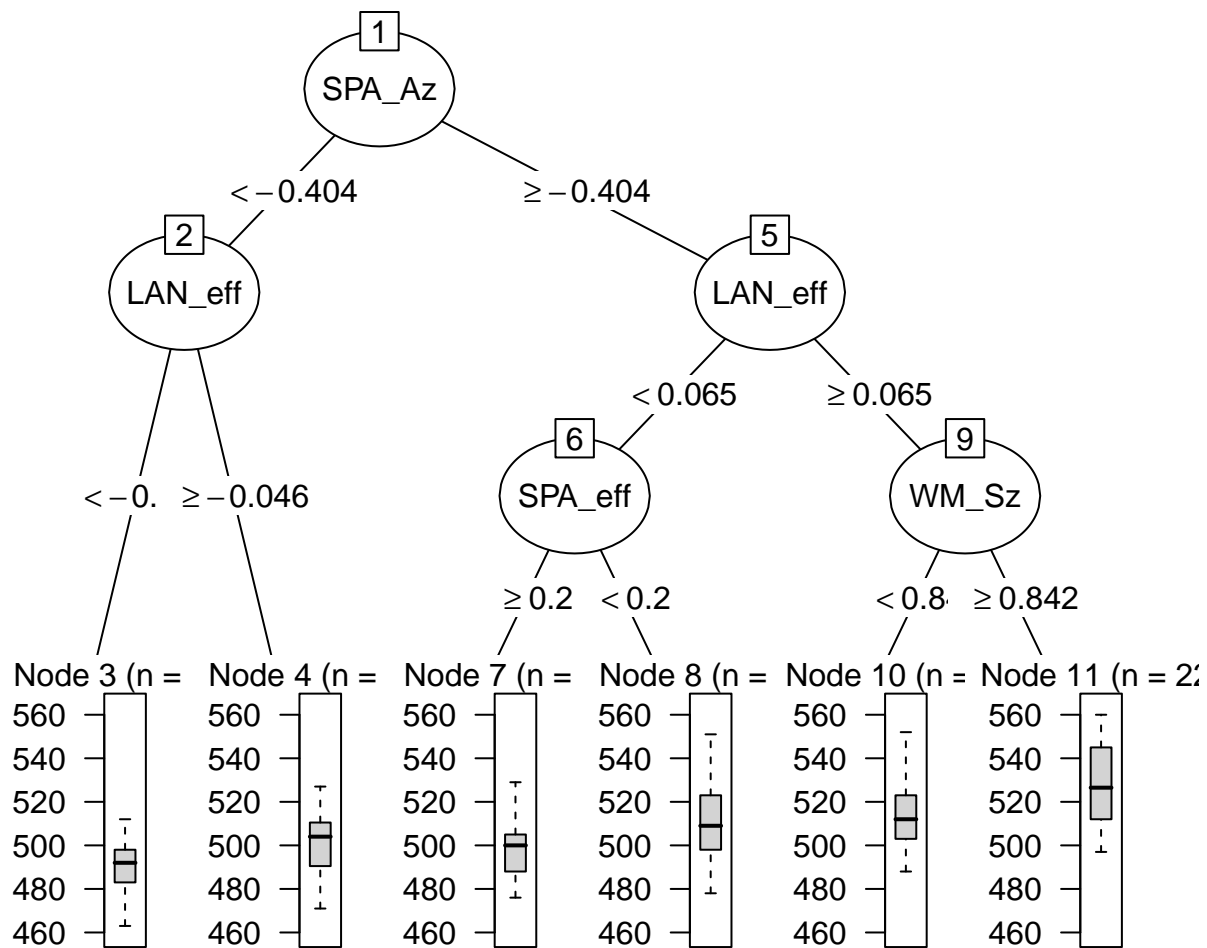 1
SPA_Az
< −0.404 ≥ −0.404
2 5
LAN_eff LAN_eff
< 0.065 ≥ 0.065
6 9
< −0. ≥ −0.046 SPA_eff WM_Sz
≥ 0.2 < 0.2 < 0.8 ≥ 0.842
Node 3 (n = Node 4 (n = Node 7 (n = Node 8 (n = Node 10 (n = Node 11 (n = 22
560 560 560 560 560 560
540 540 540 540 540 540
520 520 520 520 520 520
500 500 500 500 500 500
480 480 480 480 480 480
460 460 460 460 460 460